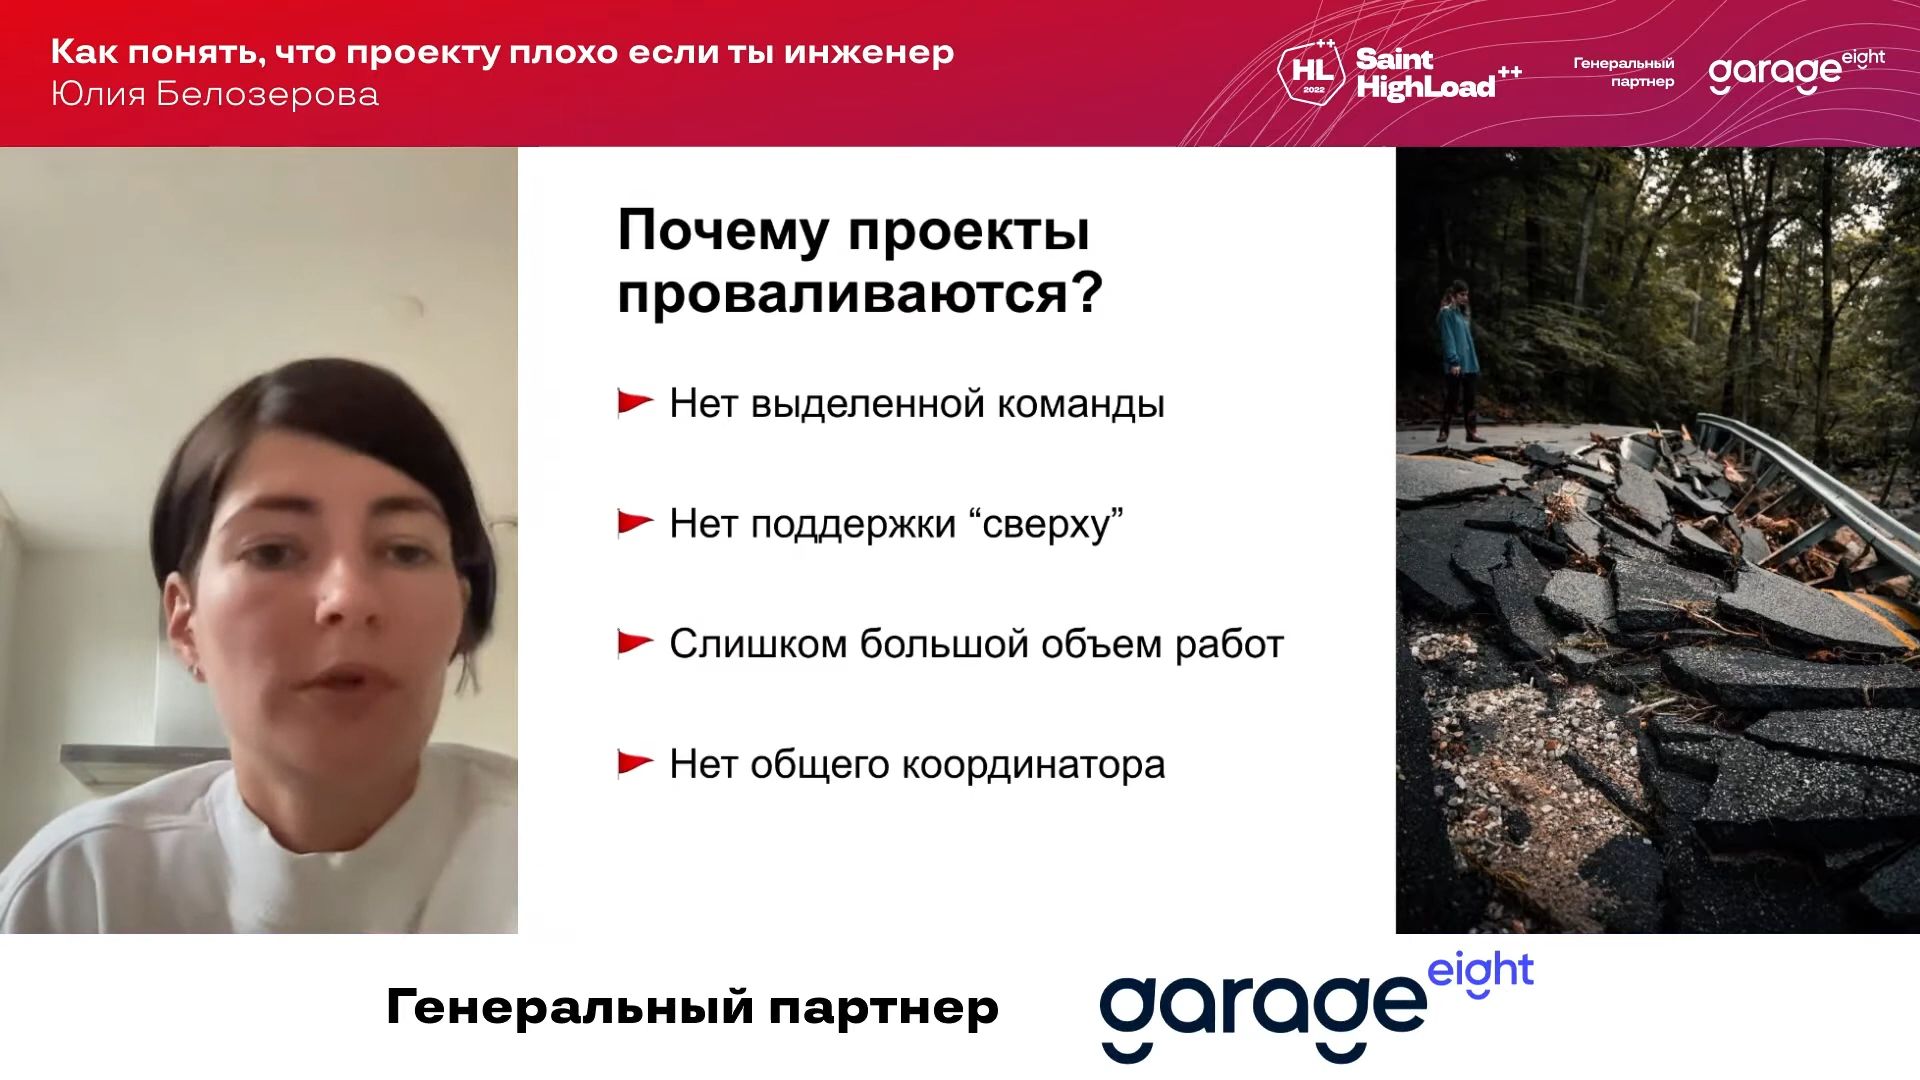 Как понять, что проекту плохо если ты инженер
Юлия Белозерова
HL++
2022
Saint
HighLoad++
Генеральный
партнер
garage eight
Почему проекты
проваливаются?
Нет выделенной команды
Нет поддержки “сверху”
Слишком большой объем работ
Нет общего координатора
Генеральный партнер
garage eight